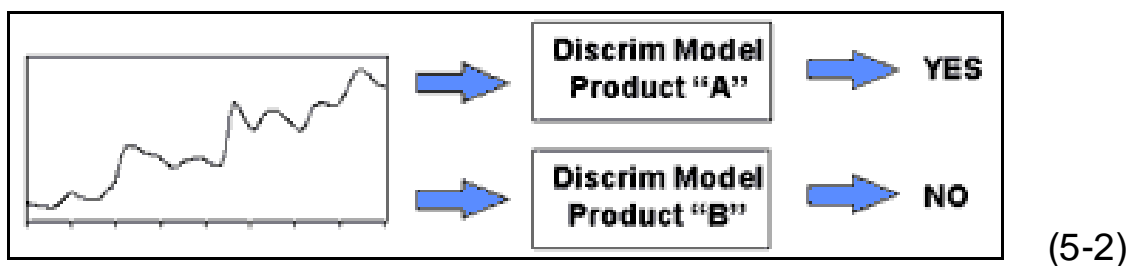 Discrim Model
Product “A”
YES
Discrim Model
Product “B”
NO
(5-2)